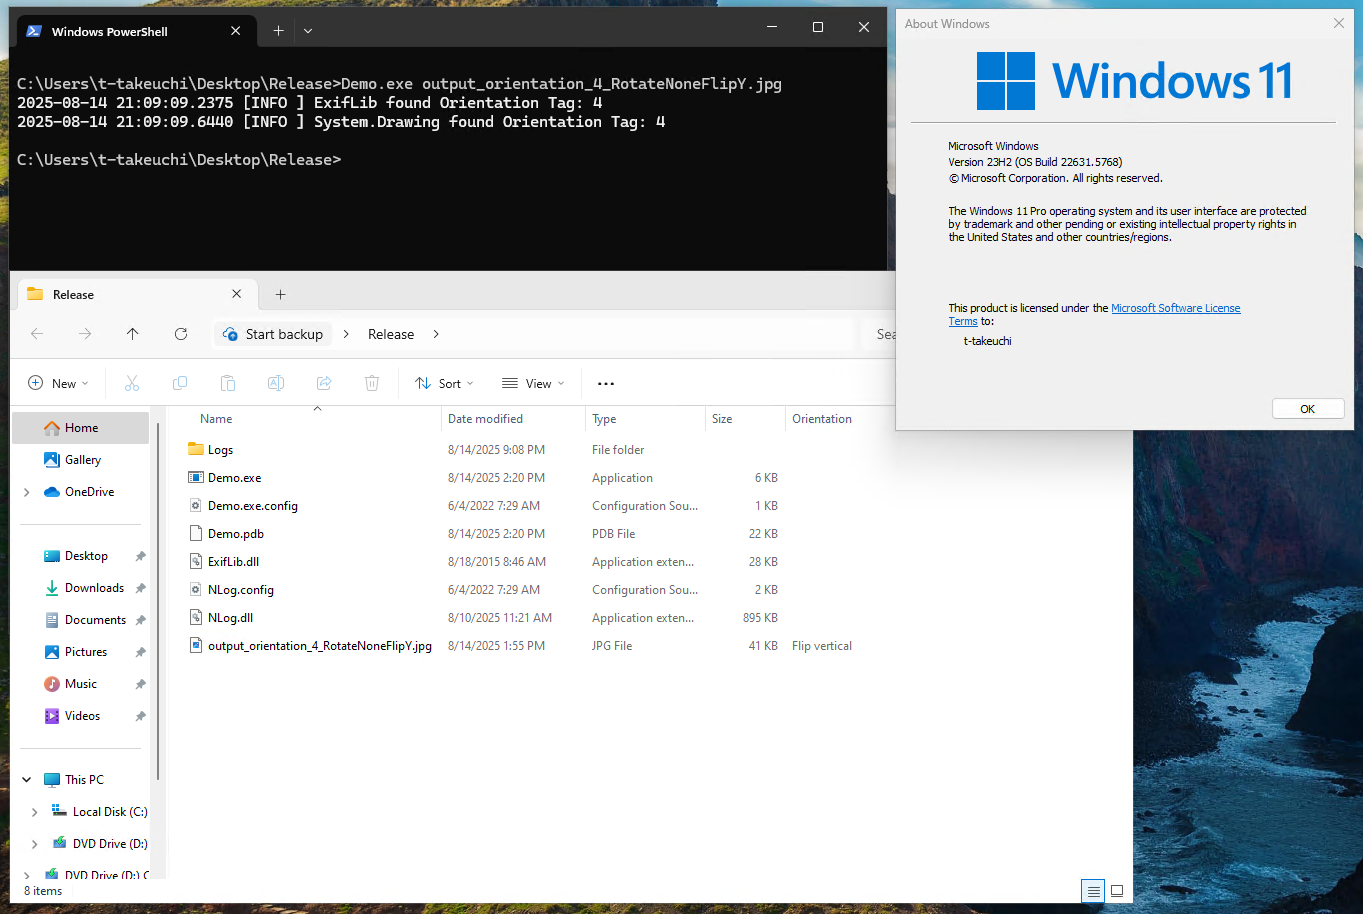 Windows PowerShell
C:\Users\t-takeuchi\Desktop\Release>Demo.exe output_orientation_4_RotateNoneFlipY.jpg
2025-08-14 21:09:09.2375 [INFO ] ExifLib found Orientation Tag: 4
2025-08-14 21:09:09.6440 [INFO ] System.Drawing found Orientation Tag: 4
C:\Users\t-takeuchi\Desktop\Release>
About Windows
Windows 11
Microsoft Windows
Version 23H2 (OS Build 22631.5768)
© Microsoft Corporation. All rights reserved.
The Windows 11 Pro operating system and its user interface are protected
by trademark and other pending or existing intellectual property rights in
the United States and other countries/regions.
This product is licensed under the Microsoft Software License
Terms to:
t-takeuchi
OK
Release
Start backup
Release
Sea
New
Sort
View
Name Date modified Type Size Orientation
Logs 8/14/2025 9:08 PM File folder
Demo.exe 8/14/2025 2:20 PM Application 6 KB
Demo.exe.config 6/4/2022 7:29 AM Configuration Sou... 1 KB
Demo.pdb 8/14/2025 2:20 PM PDB File 22 KB
ExifLib.dll 8/18/2015 8:46 AM Application exten... 28 KB
NLog.config 6/4/2022 7:29 AM Configuration Sou... 2 KB
NLog.dll 8/10/2025 11:21 AM Application exten... 895 KB
output_orientation_4_RotateNoneFlipY.jpg 8/14/2025 1:55 PM JPG File 41 KB Flip vertical
Home
Gallery
OneDrive
Desktop
Downloads
Documents
Pictures
Music
Videos
This PC
Local Disk (C:)
DVD Drive (D:)
DVD Drive (D:) C
8 items